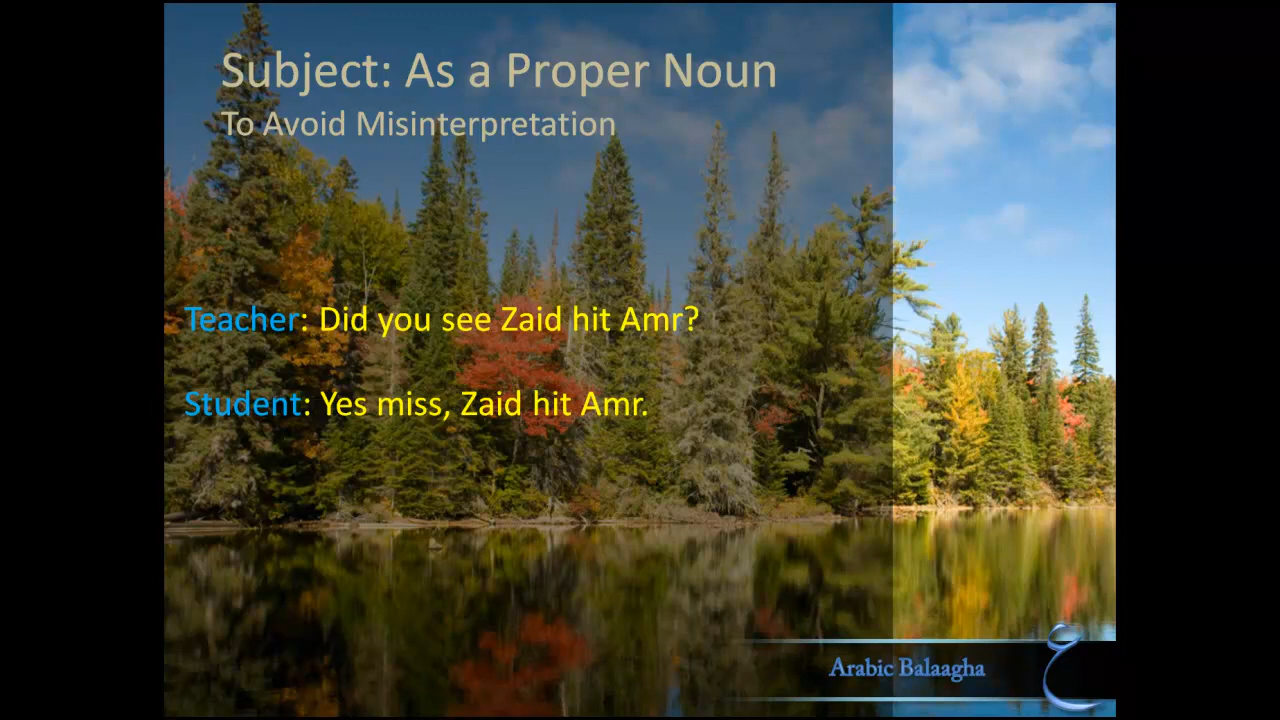 Subject: As a Proper Noun
To Avoid Misinterpretation
Teacher: Did you see Zaid hit Amr?
Student: Yes miss, Zaid hit Amr.
Arabic Balaagha